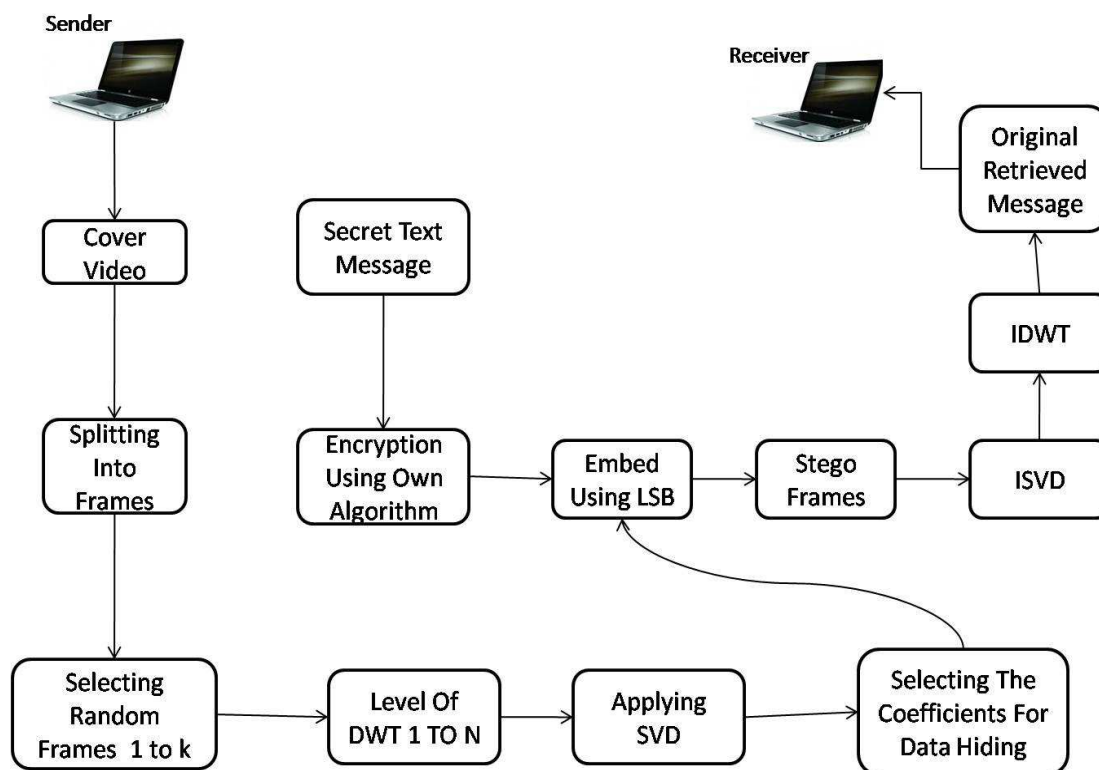 Sender
Receiver
Original
Retrieved
Message
Cover
Video
Secret Text
Message
IDWT
Splitting
Into
Frames
Encryption
Using Own
Algorithm
Embed
Using LSB
Stego
Frames
ISVD
Selecting
Random
Frames 1 to k
Level Of
DWT 1 TO N
Applying
SVD
Selecting The
Coefficients For
Data Hiding